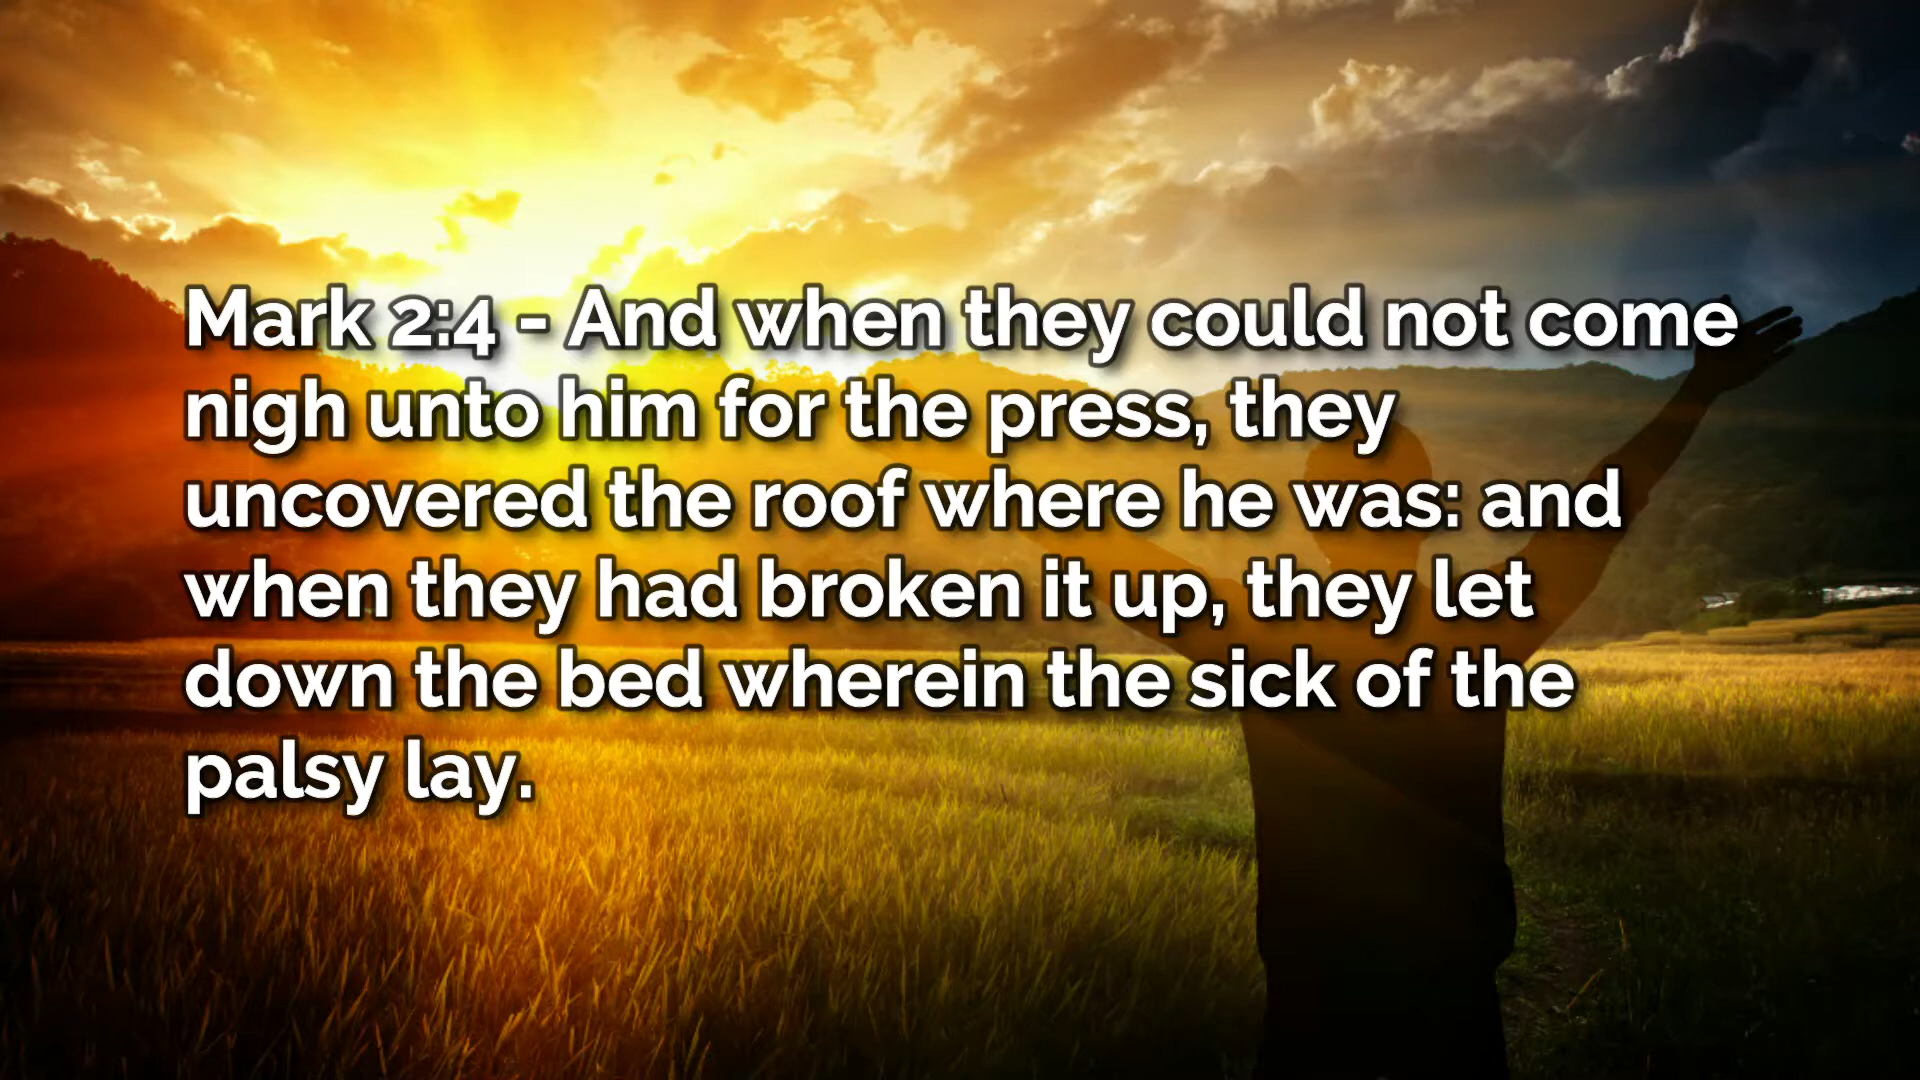 Mark 2:4 - And when they could not come
nigh unto him for the press, they
uncovered the roof where he was: and
when they had broken it up, they let
down the bed wherein the sick of the
palsy lay.